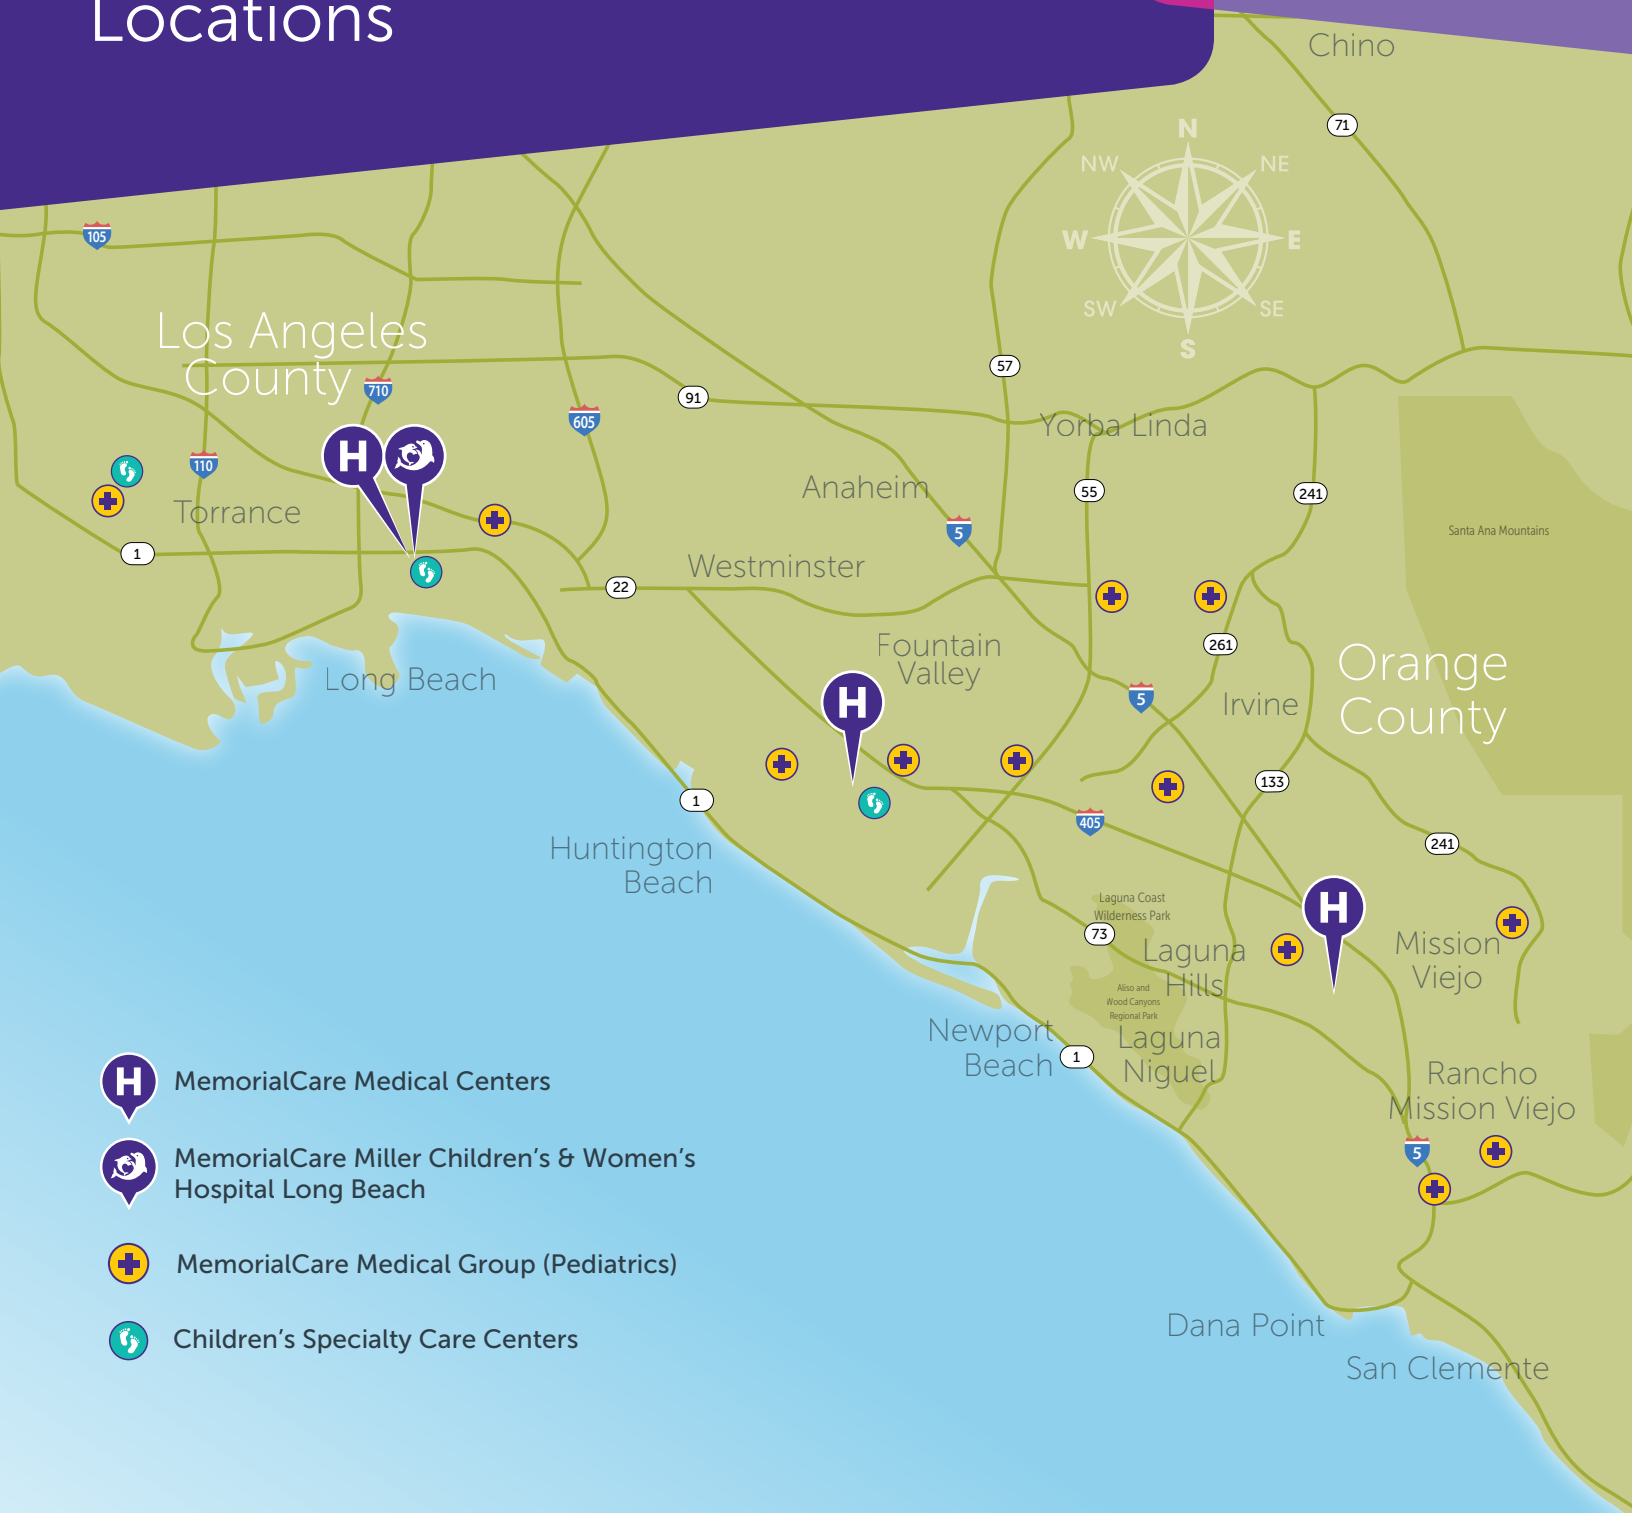 Locations
Chino
71
N
NW
NE
W
E
SW
SE
S
105
Los Angeles
County
710
57
91
605
Yorba Linda
110
Anaheim
55
241
H
Torrance
5
Santa Ana Mountains
1
Westminster
22
Fountain
Valley
261
Orange
County
Long Beach
5
Irvine
H
133
1
405
Huntington
Beach
241
Laguna Coast
Wilderness Park
73
H
Laguna
Hills
Mission
Viejo
Aliso and
Wood Canyons
Regional Park
Newport
Beach
1
Laguna
Niguel
Rancho
Mission Viejo
5
H
MemorialCare Medical Centers
MemorialCare Miller Children's & Women's
Hospital Long Beach
MemorialCare Medical Group (Pediatrics)
Children's Specialty Care Centers
Dana Point
San Clemente